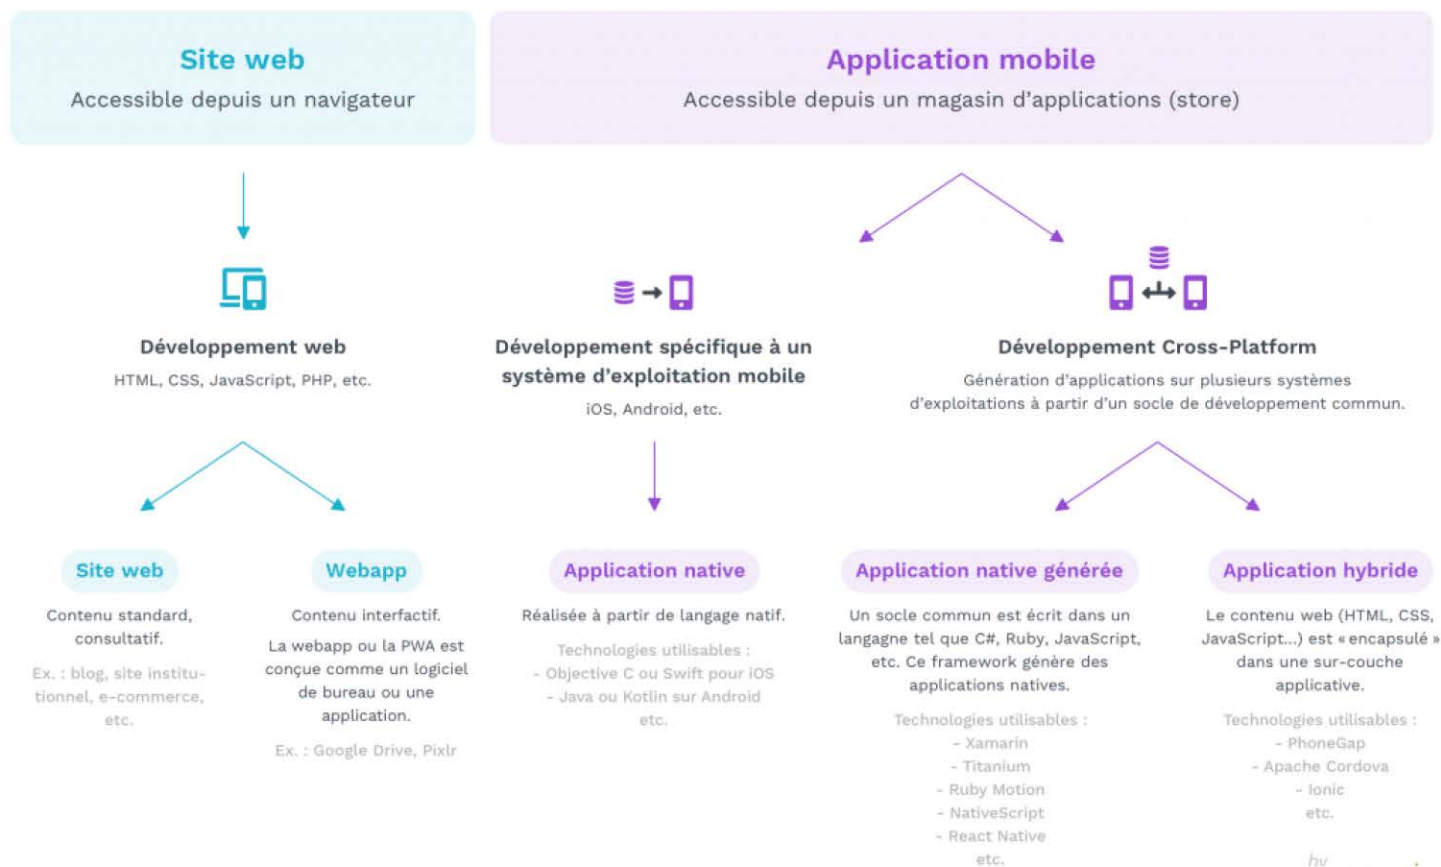 Site web
Accessible depuis un navigateur
Application mobile
Accessible depuis un magasin d’applications (store)
Développement web
HTML, CSS, JavaScript, PHP, etc.
Développement spécifique à un
système d’exploitation mobile
iOS, Android, etc.
Développement Cross-Platform
Génération d’applications sur plusieurs systèmes
d’exploitations à partir d’un socle de développement commun.
Site web
Contenu standard,
consultatif.
Ex. : blog, site institu-
tionnel, e-commerce,
etc.
Webapp
Contenu interfactif.
La webapp ou la PWA est
conçue comme un logiciel
de bureau ou une
application.
Ex. : Google Drive, Pixlr
Application native
Réalisée à partir de langage natif.
Technologies utilisables :
- Objective C ou Swift pour iOS
- Java ou Kotlin sur Android
etc.
Application native générée
Un socle commun est écrit dans un
langagne tel que C#, Ruby, JavaScript,
etc. Ce framework génère des
applications natives.
Technologies utilisables :
- Xamarin
- Titanium
- Ruby Motion
- NativeScript
- React Native
etc.
Application hybride
Le contenu web (HTML, CSS,
JavaScript...) est « encapsulé »
dans une sur-couche
applicative.
Technologies utilisables :
- PhoneGap
- Apache Cordova
- Ionic
etc.
hv